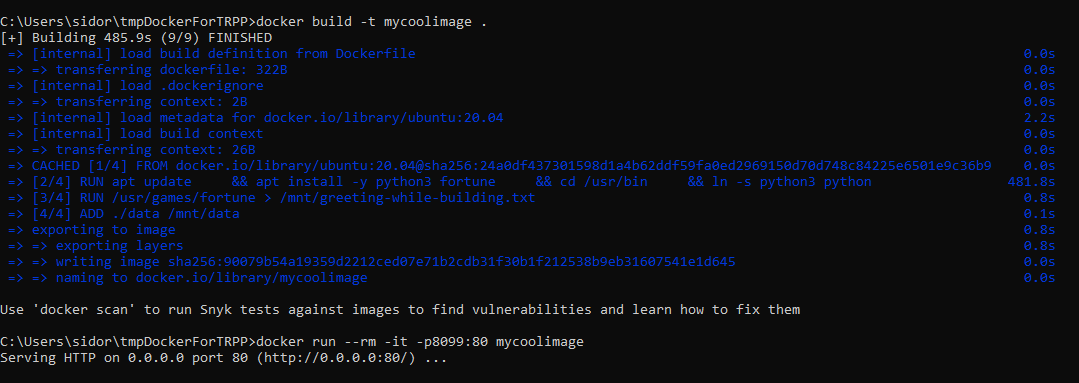 C:\Users\sidor\tmpDockerForTRPP>docker build -t mycoolimage .
[+] Building 485.9s (9/9) FINISHED
=> [internal] load build definition from Dockerfile 0.0s
=> => transferring dockerfile: 322B 0.0s
=> [internal] load .dockerignore 0.0s
=> => transferring context: 2B 0.0s
=> [internal] load metadata for docker.io/library/ubuntu:20.04 2.2s
=> [internal] load build context 0.0s
=> => transferring context: 26B 0.0s
=> CACHED [1/4] FROM docker.io/library/ubuntu:20.04@sha256:24a0df437301598d1a4b62ddf59fa0ed2969150d70d748c84225e6501e9c36b9 0.0s
=> [2/4] RUN apt update     && apt install -y python3 fortune     && cd /usr/bin     && ln -s python3 python 481.8s
=> [3/4] RUN /usr/games/fortune > /mnt/greeting-while-building.txt 0.8s
=> [4/4] ADD ./data /mnt/data 0.1s
=> exporting to image 0.8s
=> => exporting layers 0.8s
=> => writing image sha256:90079b54a19359d2212ced07e71b2cdb31f30b1f212538b9eb31607541e1d645 0.0s
=> => naming to docker.io/library/mycoolimage 0.0s
Use 'docker scan' to run Snyk tests against images to find vulnerabilities and learn how to fix them
C:\Users\sidor\tmpDockerForTRPP>docker run --rm -it -p8099:80 mycoolimage
Serving HTTP on 0.0.0.0 port 80 (http://0.0.0.0:80/) ...